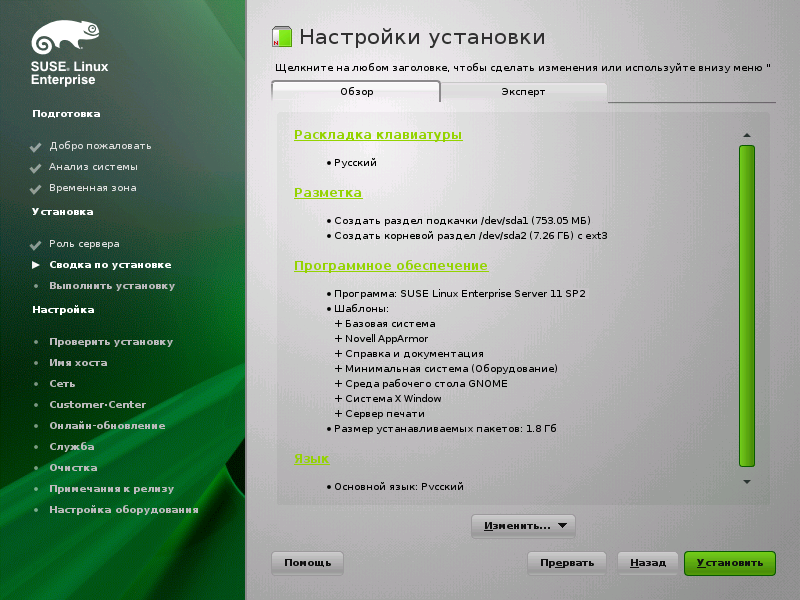 SUSE. Linux
Enterprise
Подготовка
Добро пожаловать
Анализ системы
Временная зона
Установка
Роль сервера
Сводка по установке
Выполнить установку
Настройка
Проверить установку
Имя хоста
Сеть
Customer-Center
Онлайн-обновление
Служба
Очистка
Примечания к релизу
Настройка оборудования
Настройки установки
Щелкните на любом заголовке, чтобы сделать изменения или используйте внизу меню "
Обзор
Эксперт
Раскладка клавиатуры
• Русский
Разметка
• Создать раздел подкачки /dev/sda1 (753.05 МБ)
• Создать корневой раздел /dev/sda2 (7.26 ГБ) с ext3
Программное обеспечение
• Программа: SUSE Linux Enterprise Server 11 SP2
• Шаблоны:
+ Базовая система
+ Novell AppArmor
+ Справка и документация
+ Минимальная система (Оборудование)
+ Среда рабочего стола GNOME
+ Система X Window
+ Сервер печати
• Размер устанавливаемых пакетов: 1.8 Гб
Язык
• Основной язык: Русский
Изменить...
Помощь
Прервать
Назад
Установить